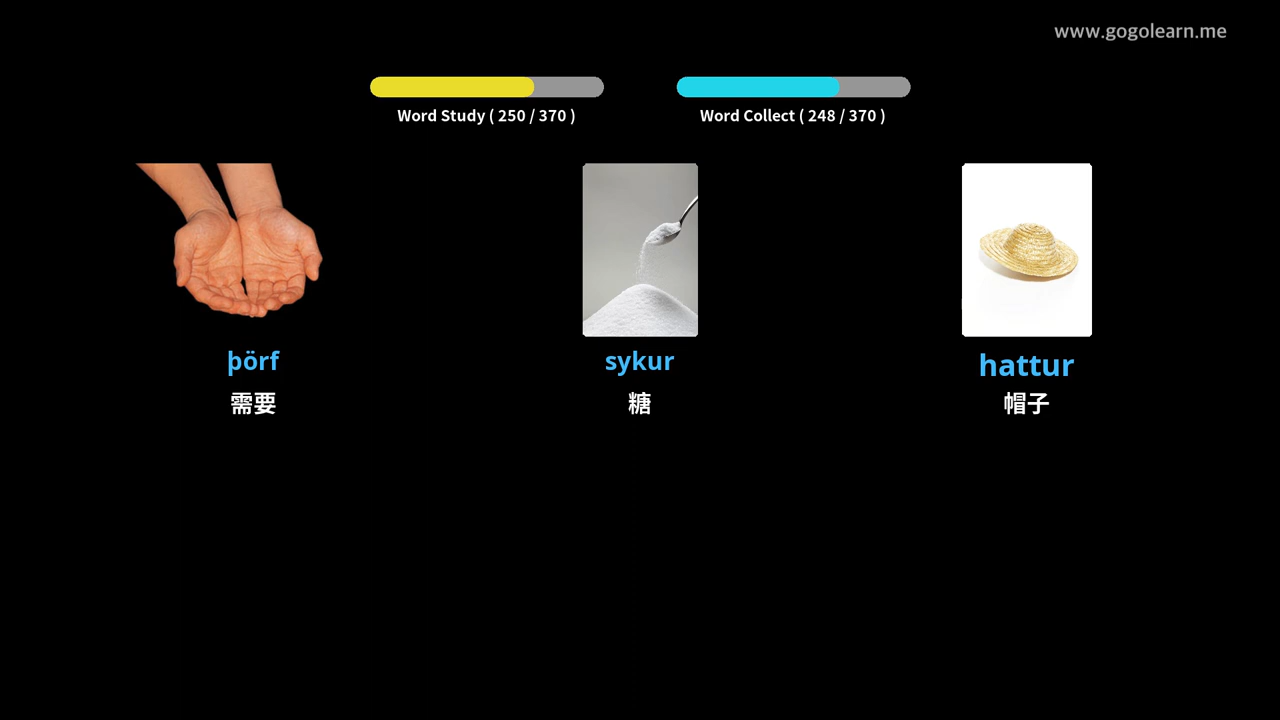 www.gogolearn.me
Word Study ( 250 / 370 )
Word Collect ( 248 / 370 )
þörf
sykur
hattur
需要
糖
帽子